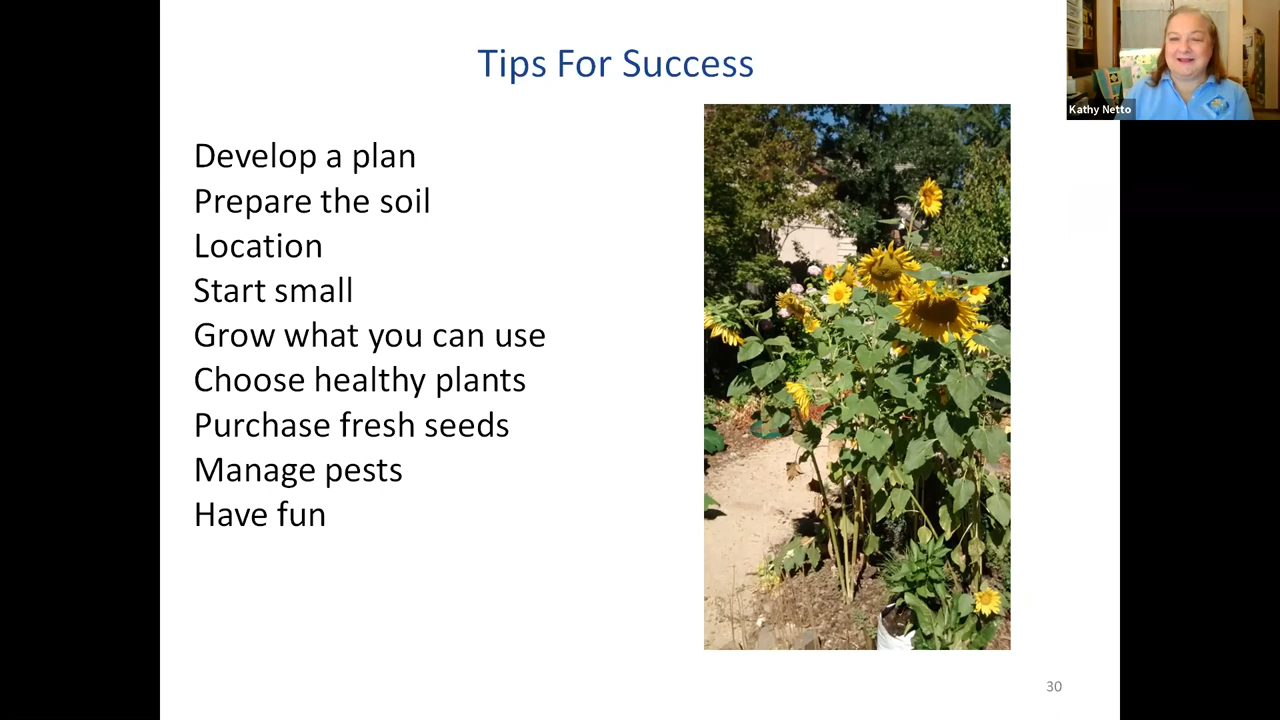 Tips For Success
Kathy Netto
Develop a plan
Prepare the soil
Location
Start small
Grow what you can use
Choose healthy plants
Purchase fresh seeds
Manage pests
Have fun
30